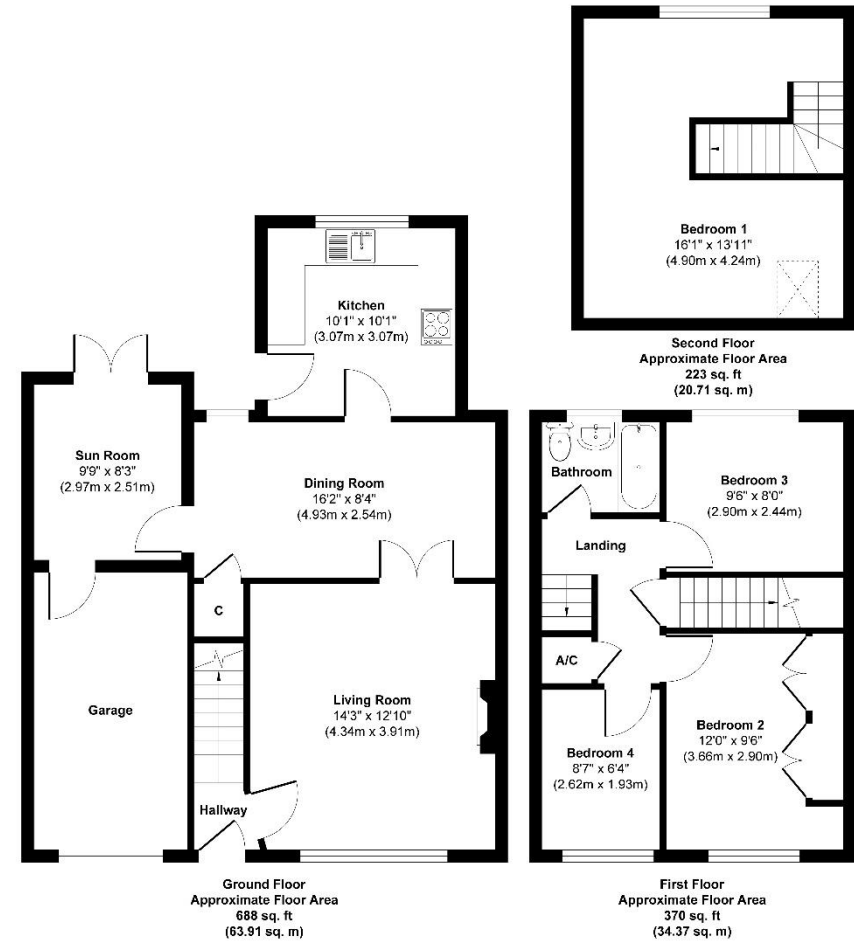 Bedroom 1
16'1" x 13'11"
(4.90m x 4.24m)
Second Floor
Approximate Floor Area
223 sq. ft
(20.71 sq. m)
Kitchen
10'1" x 10'1"
(3.07m x 3.07m)
Sun Room
9'9" x 8'3"
(2.97m x 2.51m)
Dining Room
16'2" x 8'4"
(4.93m x 2.54m)
C
Garage
Living Room
14'3" x 12'10"
(4.34m x 3.91m)
Hallway
Ground Floor
Approximate Floor Area
688 sq. ft
(63.91 sq. m)
Bathroom
Bedroom 3
9'6" x 8'0"
(2.90m x 2.44m)
Landing
A/C
Bedroom 2
12'0" x 9'6"
(3.66m x 2.90m)
Bedroom 4
8'7" x 6'4"
(2.62m x 1.93m)
First Floor
Approximate Floor Area
370 sq. ft
(34.37 sq. m)